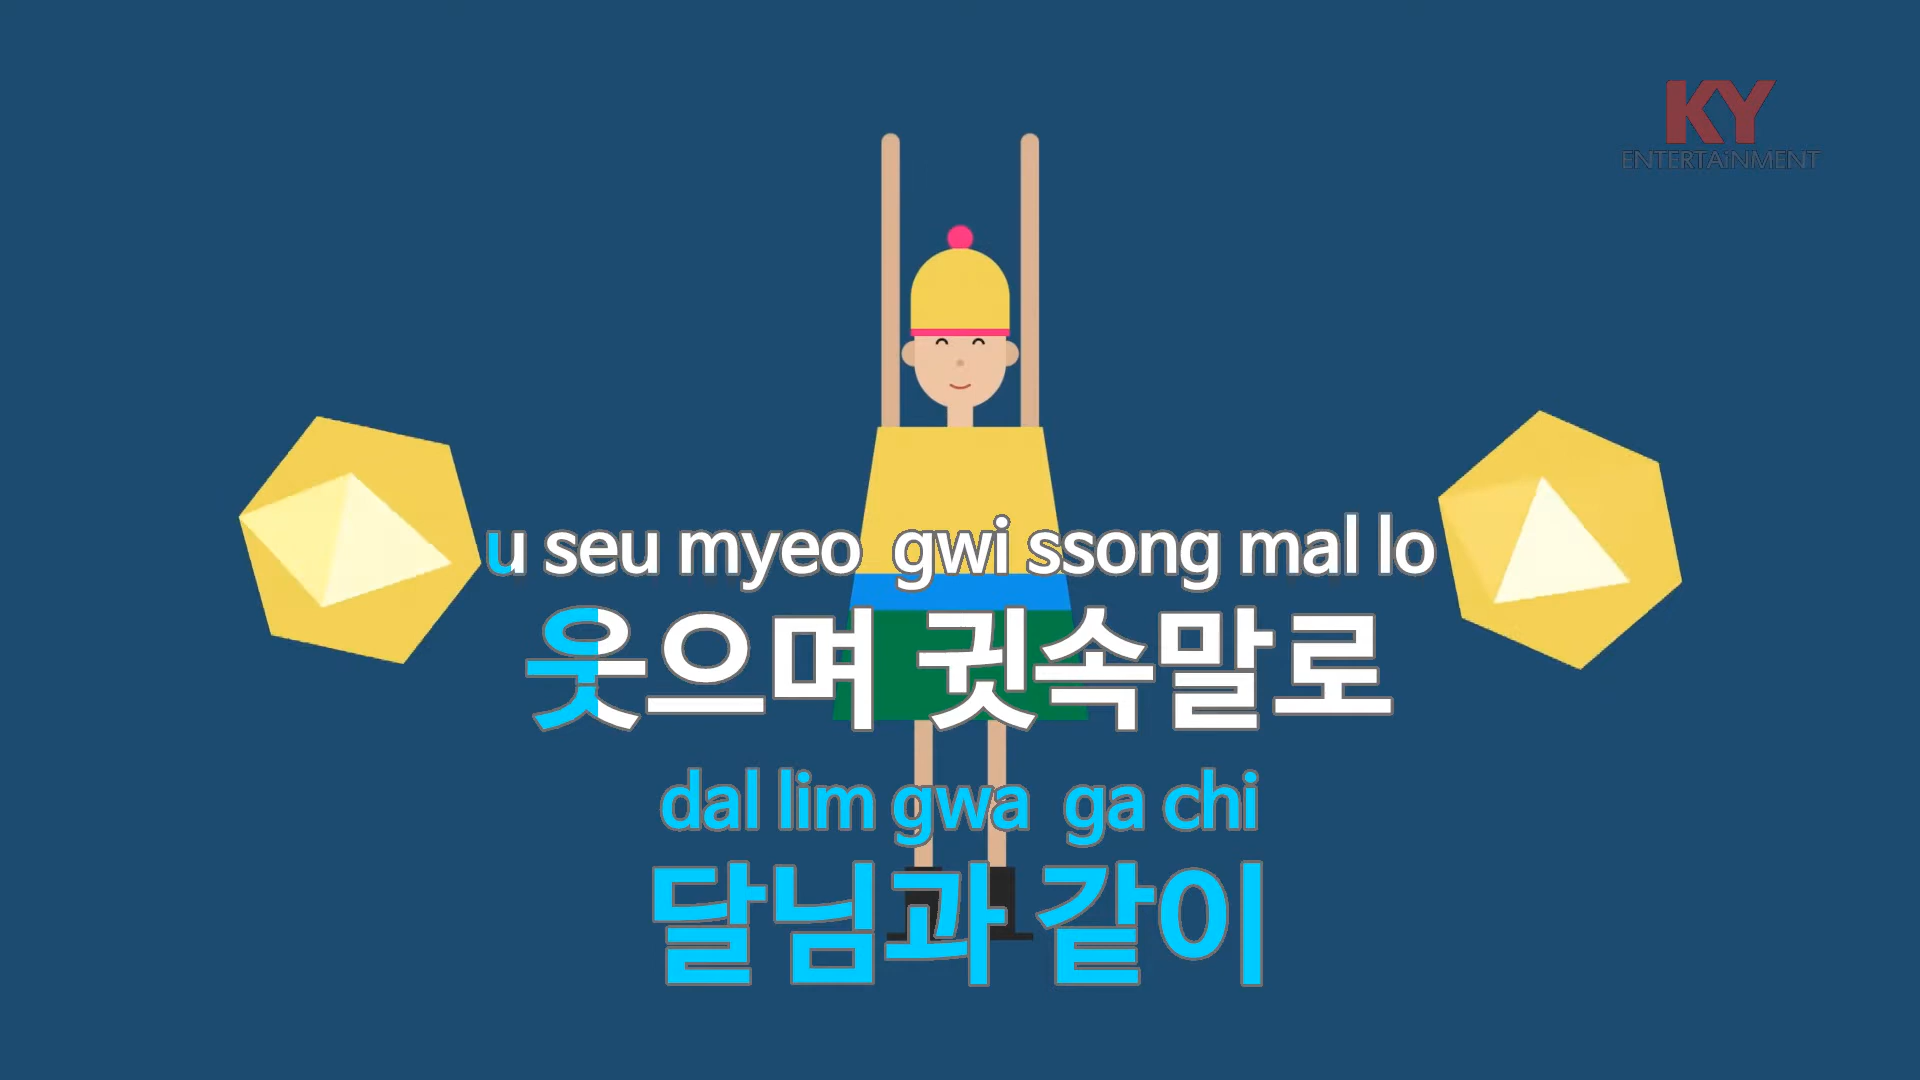 KY
ENTERTAiNMENT
u seu myeo gwi ssong mal lo
웃으며 귓속말로
dal lim gwa ga chi
달님과 같이